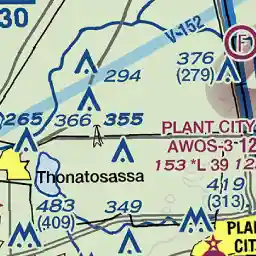 30
V-152
F
376
(279)
294
265 366 355
PLANT CITY
AWOS-3 12
153 *L 39 12
Thonatosassa
419
(313)
483
(409)
349
PLA
CIT